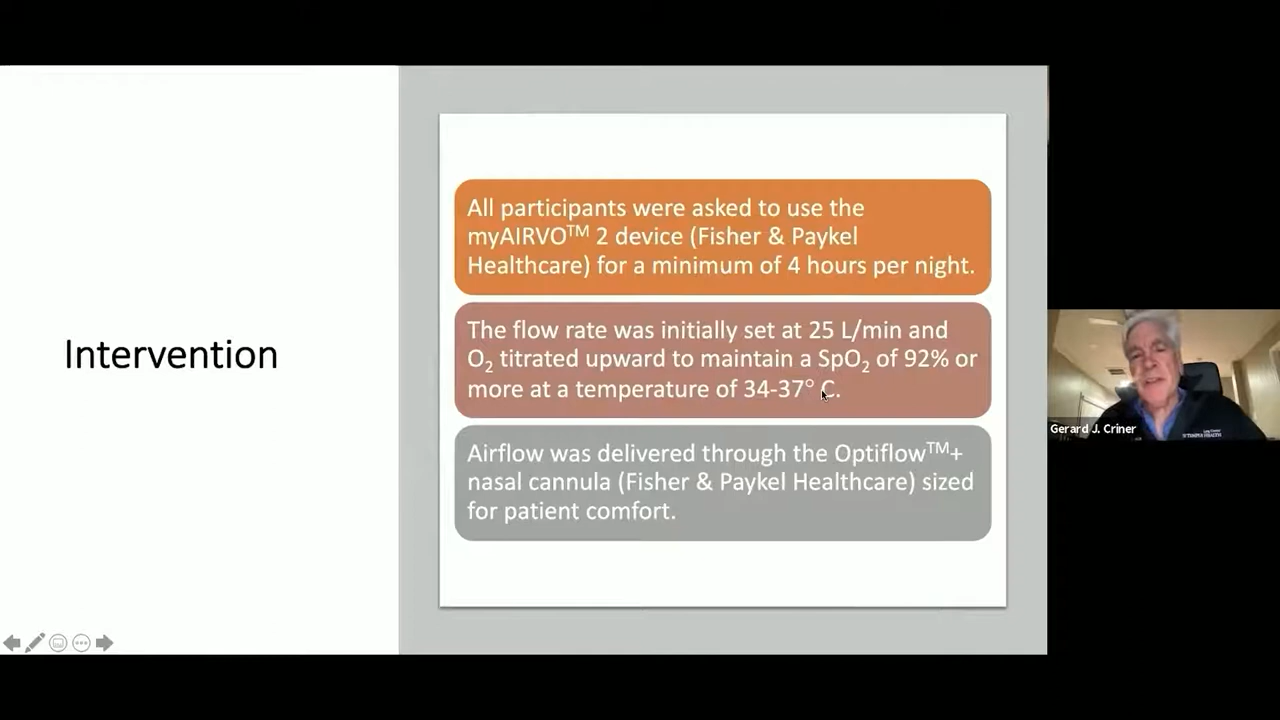 Intervention
All participants were asked to use the
myAIRVO™ 2 device (Fisher & Paykel
Healthcare) for a minimum of 4 hours per night.
The flow rate was initially set at 25 L/min and
O₂ titrated upward to maintain a SpO₂ of 92% or
more at a temperature of 34-37° C.
Airflow was delivered through the Optiflow™+
nasal cannula (Fisher & Paykel Healthcare) sized
for patient comfort.
Gerard J. Criner